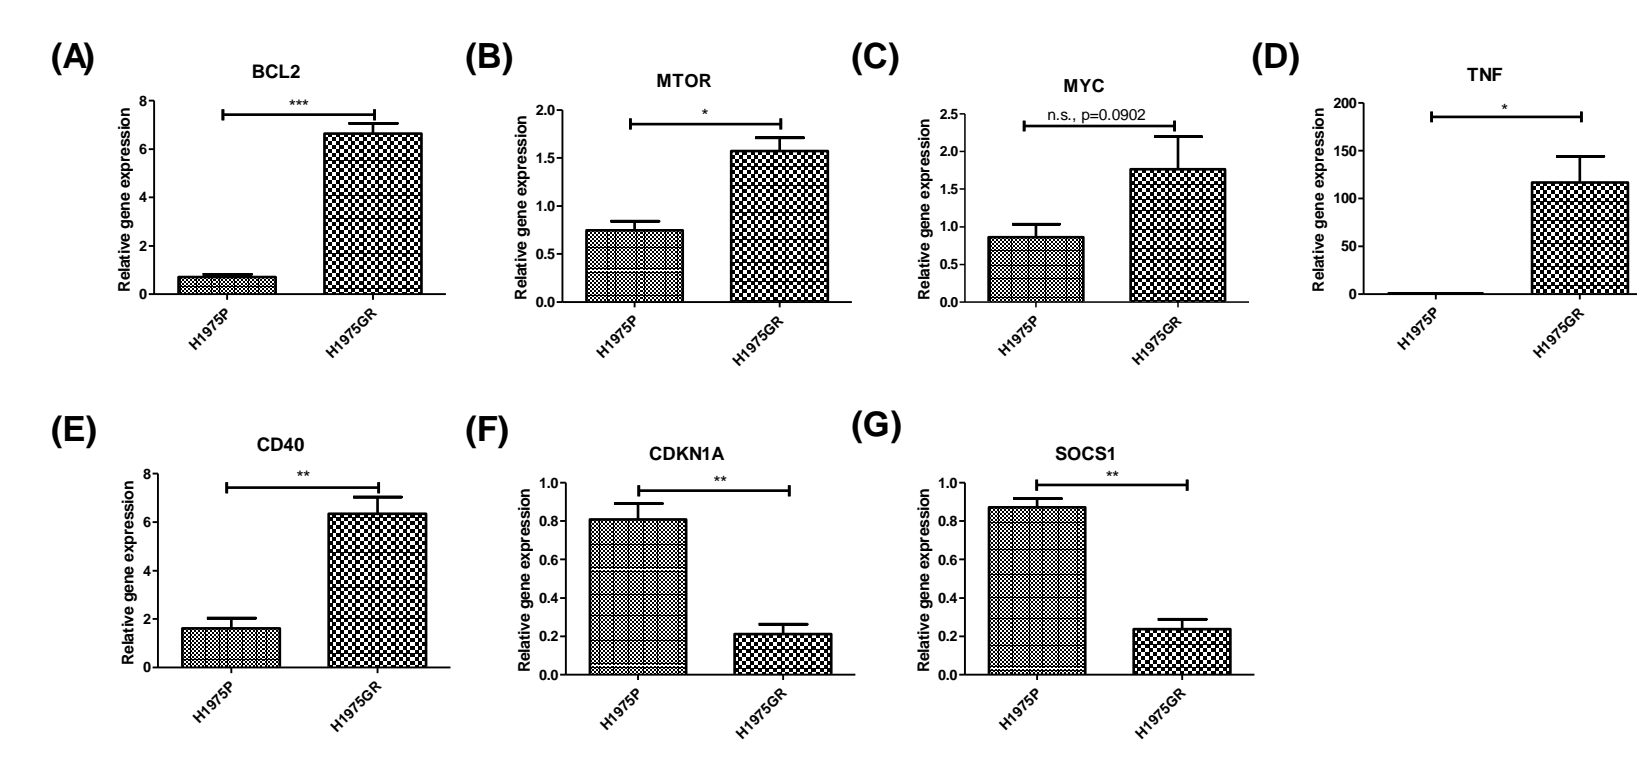 (A)
BCL2
***
Relative gene expression
8
6
4
2
0
H1975P
H1975GR
(B)
MTOR
*
Relative gene expression
2.0
1.5
1.0
0.5
0.0
H1975P
H1975GR
(C)
MYC
n.s., p=0.0902
Relative gene expression
2.5
2.0
1.5
1.0
0.5
0.0
H1975P
H1975GR
(D)
TNF
*
Relative gene expression
200
150
100
50
0
H1975P
H1975GR
(E)
CD40
**
Relative gene expression
8
6
4
2
0
H1975P
H1975GR
(F)
CDKN1A
**
Relative gene expression
1.0
0.8
0.6
0.4
0.2
0.0
H1975P
H1975GR
(G)
SOCS1
**
Relative gene expression
1.0
0.8
0.6
0.4
0.2
0.0
H1975P
H1975GR